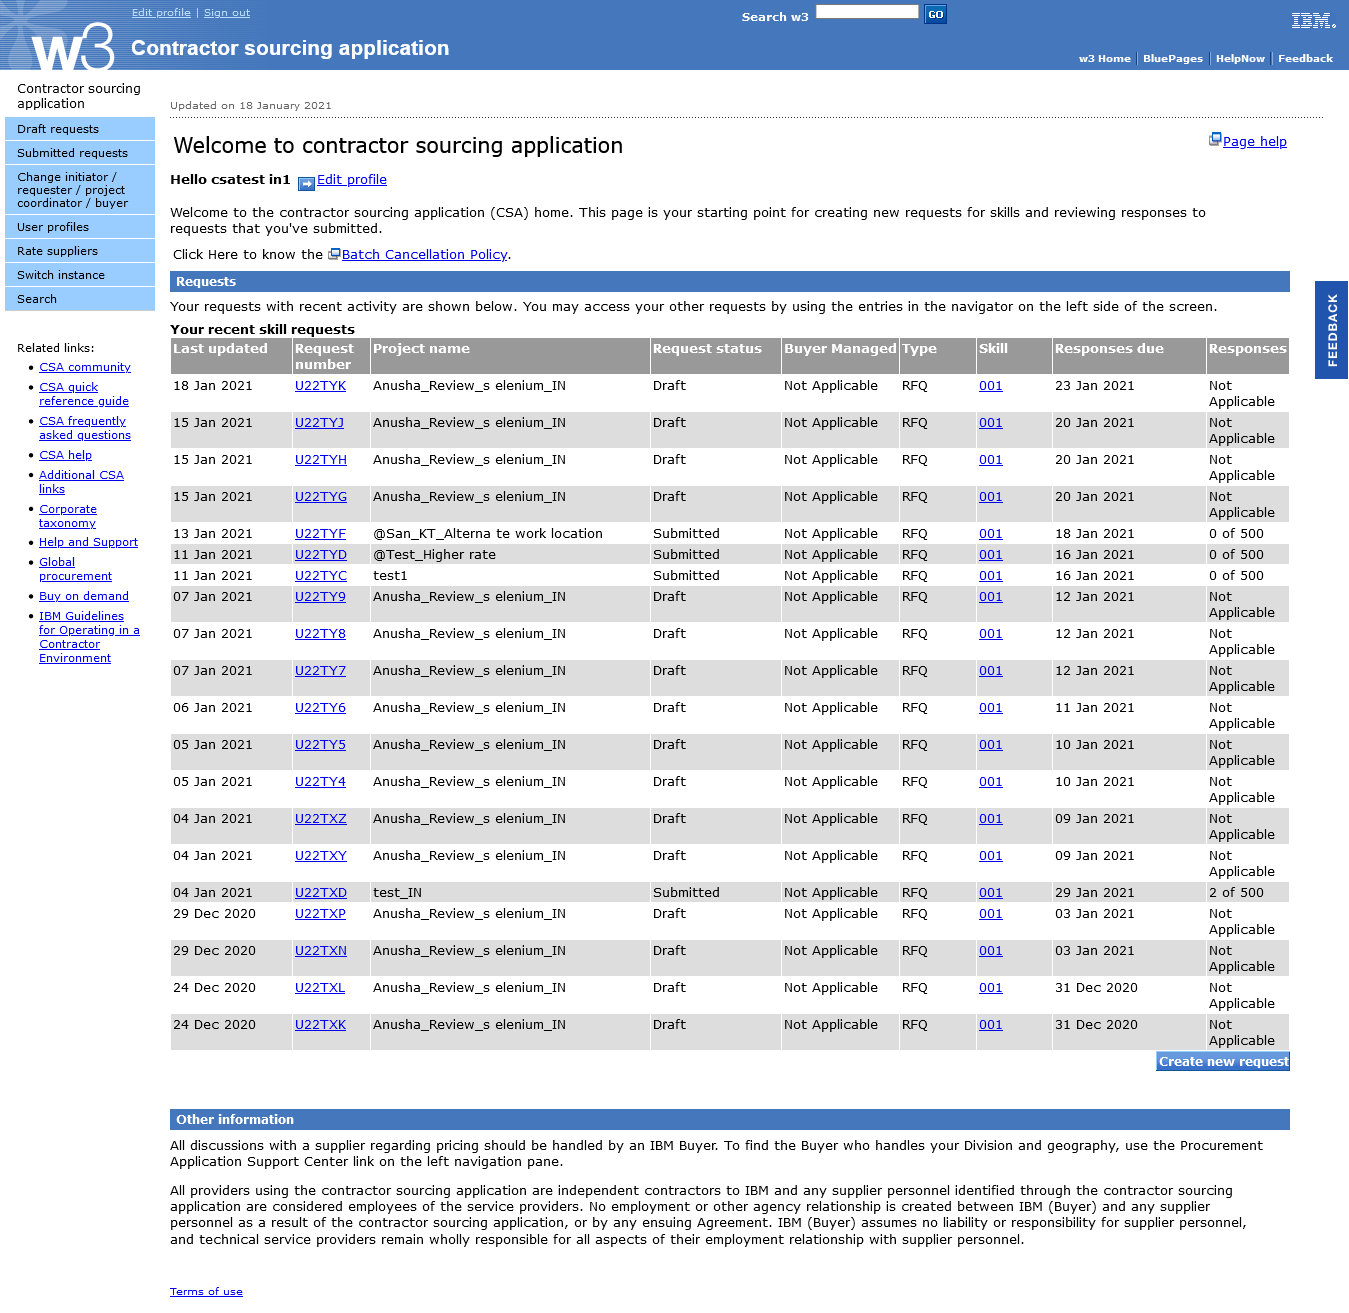 Edit profile | Sign out
Search w3
GO
IBM.
w3
Contractor sourcing application
w3 Home | BluePages | HelpNow | Feedback
Contractor sourcing
application
Draft requests
Submitted requests
Change initiator /
requester / project
coordinator / buyer
User profiles
Rate suppliers
Switch instance
Search
Related links:
CSA community
CSA quick
reference guide
CSA frequently
asked questions
CSA help
Additional CSA
links
Corporate
taxonomy
Help and Support
Global
procurement
Buy on demand
IBM Guidelines
for Operating in a
Contractor
Environment
Updated on 18 January 2021
Welcome to contractor sourcing application
Page help
Hello csatest in1 Edit profile
Welcome to the contractor sourcing application (CSA) home. This page is your starting point for creating new requests for skills and reviewing responses to
requests that you've submitted.
Click Here to know the Batch Cancellation Policy.
Requests
Your requests with recent activity are shown below. You may access your other requests by using the entries in the navigator on the left side of the screen.
FEEDBACK
Your recent skill requests
Last updated Request number Project name Request status Buyer Managed Type Skill Responses due Responses
18 Jan 2021 U22TYK Anusha_Review_s elenium_IN Draft Not Applicable RFQ 001 23 Jan 2021 Not Applicable
15 Jan 2021 U22TYJ Anusha_Review_s elenium_IN Draft Not Applicable RFQ 001 20 Jan 2021 Not Applicable
15 Jan 2021 U22TYH Anusha_Review_s elenium_IN Draft Not Applicable RFQ 001 20 Jan 2021 Not Applicable
15 Jan 2021 U22TYG Anusha_Review_s elenium_IN Draft Not Applicable RFQ 001 20 Jan 2021 Not Applicable
13 Jan 2021 U22TYF @San_KT_Alterna te work location Submitted Not Applicable RFQ 001 18 Jan 2021 0 of 500
11 Jan 2021 U22TYD @Test_Higher rate Submitted Not Applicable RFQ 001 16 Jan 2021 0 of 500
11 Jan 2021 U22TYC test1 Submitted Not Applicable RFQ 001 16 Jan 2021 0 of 500
07 Jan 2021 U22TY9 Anusha_Review_s elenium_IN Draft Not Applicable RFQ 001 12 Jan 2021 Not Applicable
07 Jan 2021 U22TY8 Anusha_Review_s elenium_IN Draft Not Applicable RFQ 001 12 Jan 2021 Not Applicable
07 Jan 2021 U22TY7 Anusha_Review_s elenium_IN Draft Not Applicable RFQ 001 12 Jan 2021 Not Applicable
06 Jan 2021 U22TY6 Anusha_Review_s elenium_IN Draft Not Applicable RFQ 001 11 Jan 2021 Not Applicable
05 Jan 2021 U22TY5 Anusha_Review_s elenium_IN Draft Not Applicable RFQ 001 10 Jan 2021 Not Applicable
05 Jan 2021 U22TY4 Anusha_Review_s elenium_IN Draft Not Applicable RFQ 001 10 Jan 2021 Not Applicable
04 Jan 2021 U22TXZ Anusha_Review_s elenium_IN Draft Not Applicable RFQ 001 09 Jan 2021 Not Applicable
04 Jan 2021 U22TXY Anusha_Review_s elenium_IN Draft Not Applicable RFQ 001 09 Jan 2021 Not Applicable
04 Jan 2021 U22TXD test_IN Submitted Not Applicable RFQ 001 29 Jan 2021 2 of 500
29 Dec 2020 U22TXP Anusha_Review_s elenium_IN Draft Not Applicable RFQ 001 03 Jan 2021 Not Applicable
29 Dec 2020 U22TXN Anusha_Review_s elenium_IN Draft Not Applicable RFQ 001 03 Jan 2021 Not Applicable
24 Dec 2020 U22TXL Anusha_Review_s elenium_IN Draft Not Applicable RFQ 001 31 Dec 2020 Not Applicable
24 Dec 2020 U22TXK Anusha_Review_s elenium_IN Draft Not Applicable RFQ 001 31 Dec 2020 Not Applicable
Create new request
Other information
All discussions with a supplier regarding pricing should be handled by an IBM Buyer. To find the Buyer who handles your Division and geography, use the Procurement
Application Support Center link on the left navigation pane.
All providers using the contractor sourcing application are independent contractors to IBM and any supplier personnel identified through the contractor sourcing
application are considered employees of the service providers. No employment or other agency relationship is created between IBM (Buyer) and any supplier
personnel as a result of the contractor sourcing application, or by any ensuing Agreement. IBM (Buyer) assumes no liability or responsibility for supplier personnel,
and technical service providers remain wholly responsible for all aspects of their employment relationship with supplier personnel.
Terms of use